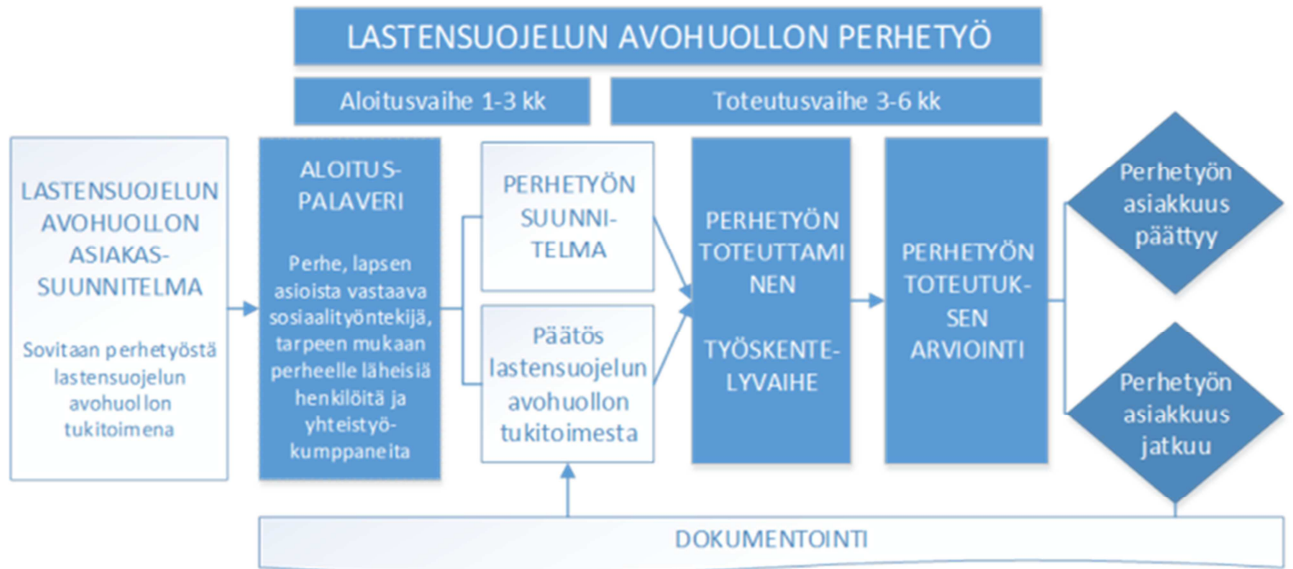 LASTENSUOJELUN AVOHUOLLON PERHETYÖ
Aloitusvaihe 1-3 kk
Toteutusvaihe 3-6 kk
LASTENSUOJELUN
AVOHUOLLON
ASIAKAS-
SUUNNITELMA
Sovitaan perhetyöstä
lastensuojelun
avohuollon
tukitoimena
ALOITUS-
PALAVERI
Perhe, lapsen
asioista vastaava
sosiaalityöntekijä,
tarpeen mukaan
perheelle läheisiä
henkilöitä ja
yhteistyö-
kumppaneita
PERHETYÖN
SUUNNI-
TELMA
Päätös
lastensuojelun
avohuollon
tukitoimesta
PERHETYÖN
TOTEUTTAMI
NEN
TYÖSKENTE-
LYVAIHE
PERHETYÖN
TOTEUTUK-
SEN
ARVIOINTI
Perhetyön
asiakkuus
päättyy
Perhetyön
asiakkuus
jatkuu
DOKUMENTOINTI